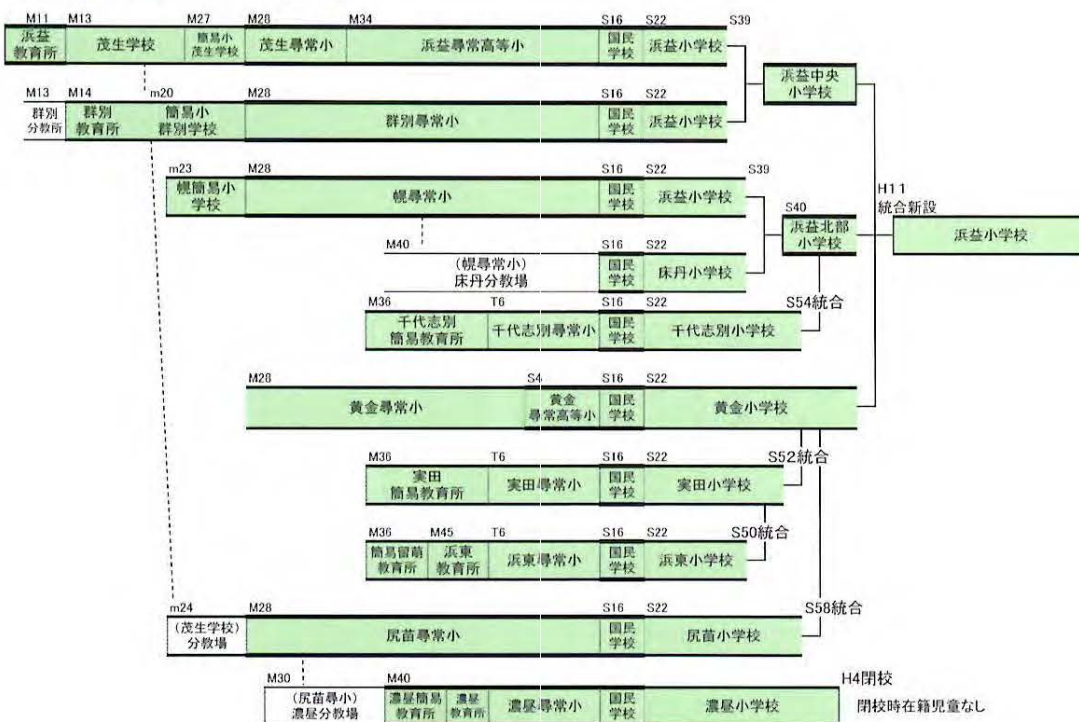 M11 M13 M27 M28 M34 S16 S22 S39
浜益
教育所
茂生学校
簡易小
茂生学校
茂生尋常小
浜益尋常高等小
国民
学校
浜益小学校
浜益中央
小学校
M13 M14 m20 M28 S16 S22
群別
分教所
群別
教育所
簡易小
群別学校
群別尋常小
国民
学校
浜益小学校
m23 M28 S16 S22 S39
幌簡易小
学校
幌尋常小
国民
学校
浜益小学校
S40
浜益北部
小学校
H11
統合新設
浜益小学校
M40 S16 S22
(幌尋常小)
床丹分教場
国民
学校
床丹小学校
S54統合
M36 T6 S16 S22
千代志別
簡易教育所
千代志別尋常小
国民
学校
千代志別小学校
M28 S4 S16 S22
黄金尋常小
黄金
尋常高等小
国民
学校
黄金小学校
S52統合
M36 T6 S16 S22
実田
簡易教育所
実田尋常小
国民
学校
実田小学校
S50統合
M36 M45 T6 S16 S22
簡易留萌
教育所
浜東
教育所
浜東尋常小
国民
学校
浜東小学校
S58統合
m24 M28 S16 S22
(茂生学校)
分教場
尻苗尋常小
国民
学校
尻苗小学校
M30 M40 H4閉校
(尻苗尋小)
濃昼分教場
濃昼簡易
教育所
濃昼
教育所
濃昼尋常小
国民
学校
濃昼小学校
閉校時在籍児童なし